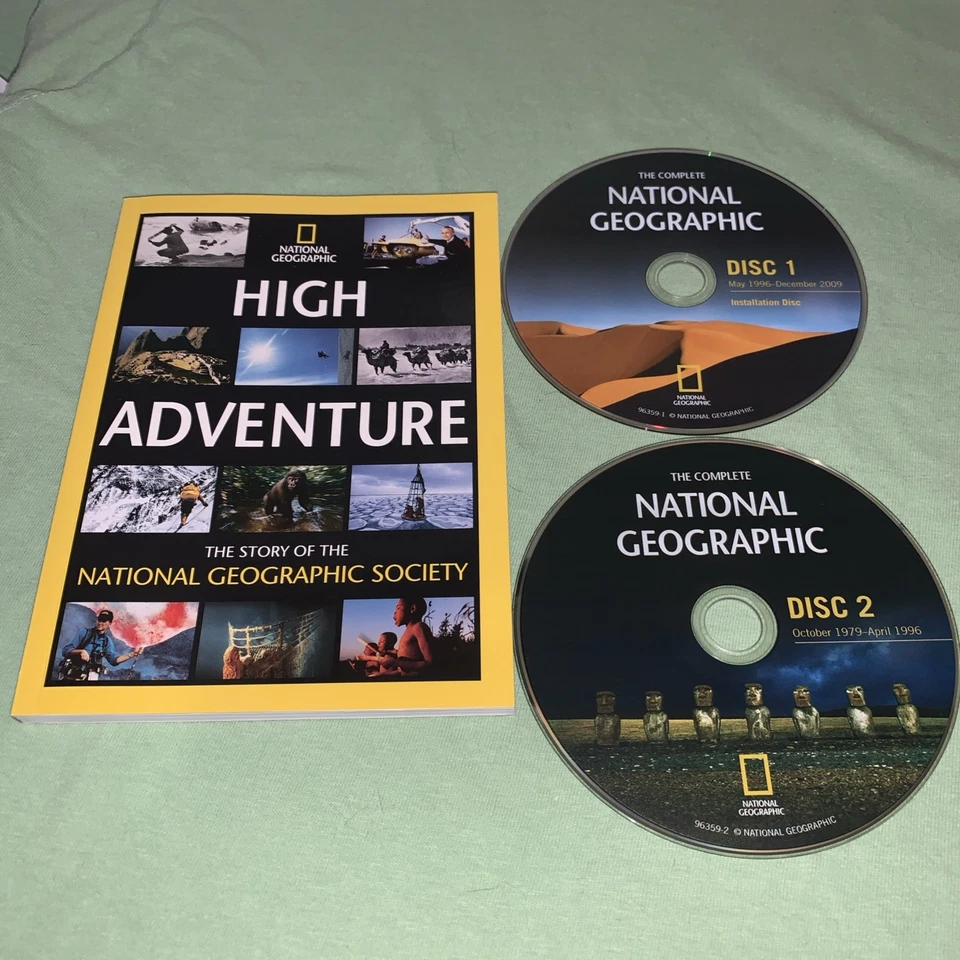 NATIONAL
GEOGRAPHIC
HIGH
ADVENTURE
THE STORY OF THE
NATIONAL GEOGRAPHIC SOCIETY
THE COMPLETE
NATIONAL
GEOGRAPHIC
DISC 1
May 1996–December 2009
Installation Disc
NATIONAL
GEOGRAPHIC
96359-1 © NATIONAL GEOGRAPHIC
THE COMPLETE
NATIONAL
GEOGRAPHIC
DISC 2
October 1979–April 1996
NATIONAL
GEOGRAPHIC
96359-2 © NATIONAL GEOGRAPHIC